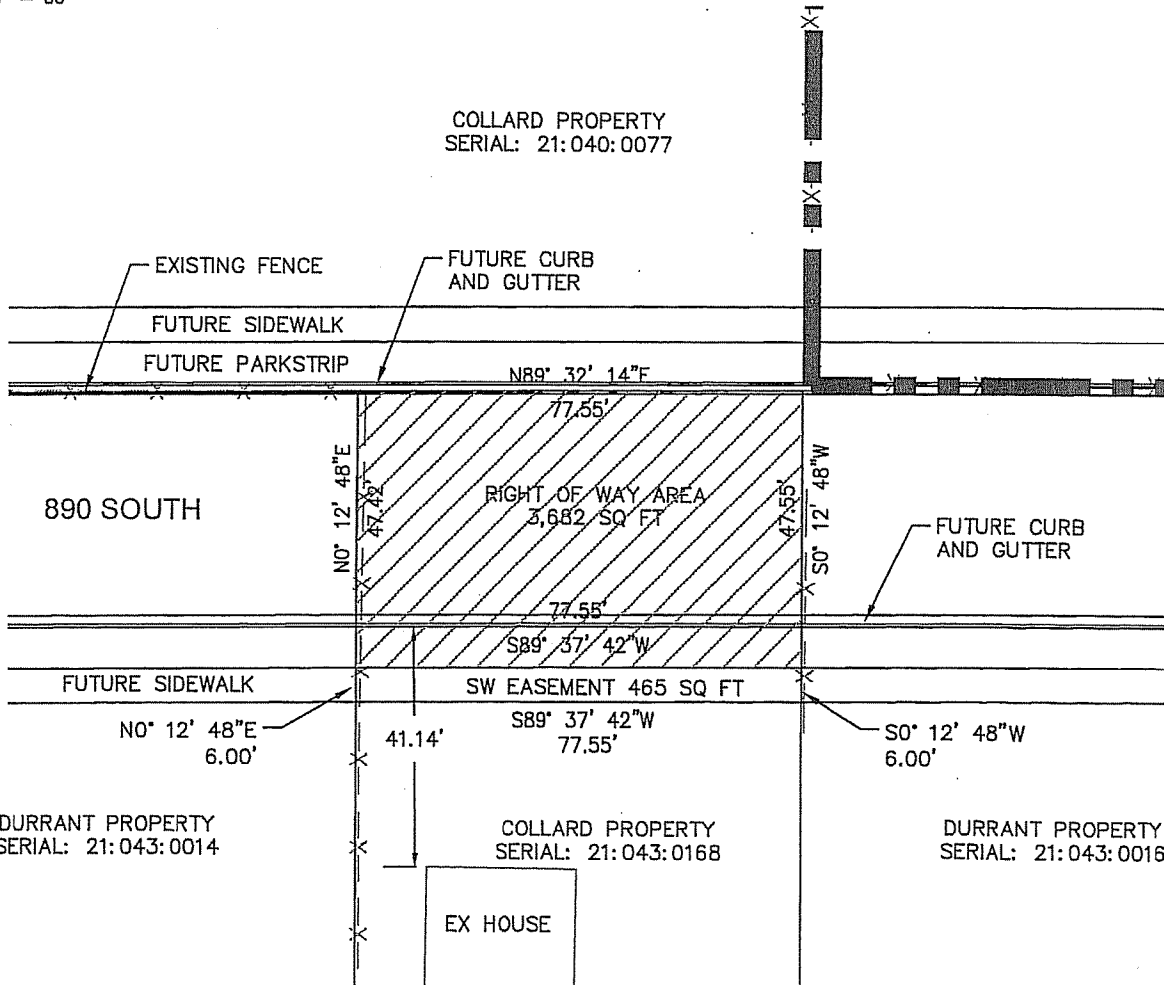 COLLARD PROPERTY
SERIAL: 21:040:0077
EXISTING FENCE
FUTURE CURB
AND GUTTER
FUTURE SIDEWALK
FUTURE PARKSTRIP
N89° 32' 14"E
77.55'
N0° 12' 48"E
47.42'
RIGHT OF WAY AREA
3,682 SQ FT
47.55'
S0° 12' 48"W
890 SOUTH
FUTURE CURB
AND GUTTER
77.55'
S89° 37' 42"W
FUTURE SIDEWALK
SW EASEMENT 465 SQ FT
N0° 12' 48"E
6.00'
41.14'
S89° 37' 42"W
77.55'
S0° 12' 48"W
6.00'
DURRANT PROPERTY
SERIAL: 21:043:0014
COLLARD PROPERTY
SERIAL: 21:043:0168
DURRANT PROPERTY
SERIAL: 21:043:0016
EX HOUSE